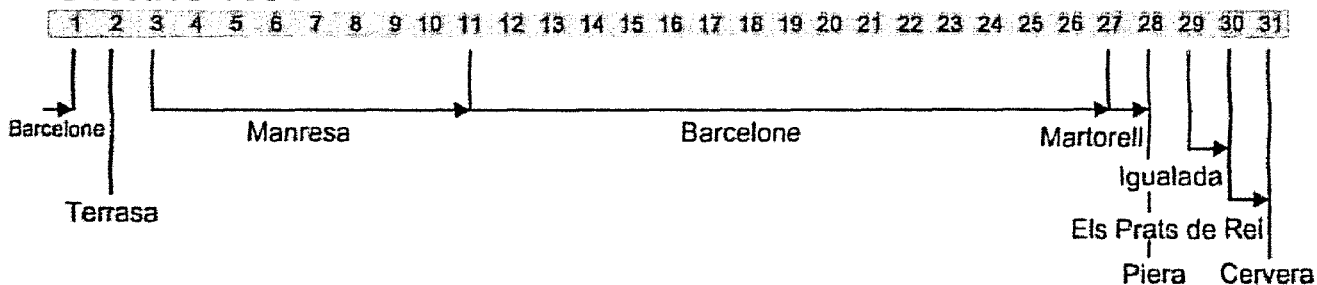 1 2 3 4 5 6 7 8 9 10 11 12 13 14 15 16 17 18 19 20 21 22 23 24 25 26 27 28 29 30 31
Barcelone Manresa Barcelone Martorell
Igualada
Terrasa
Els Prats de Rei
Piera Cervera